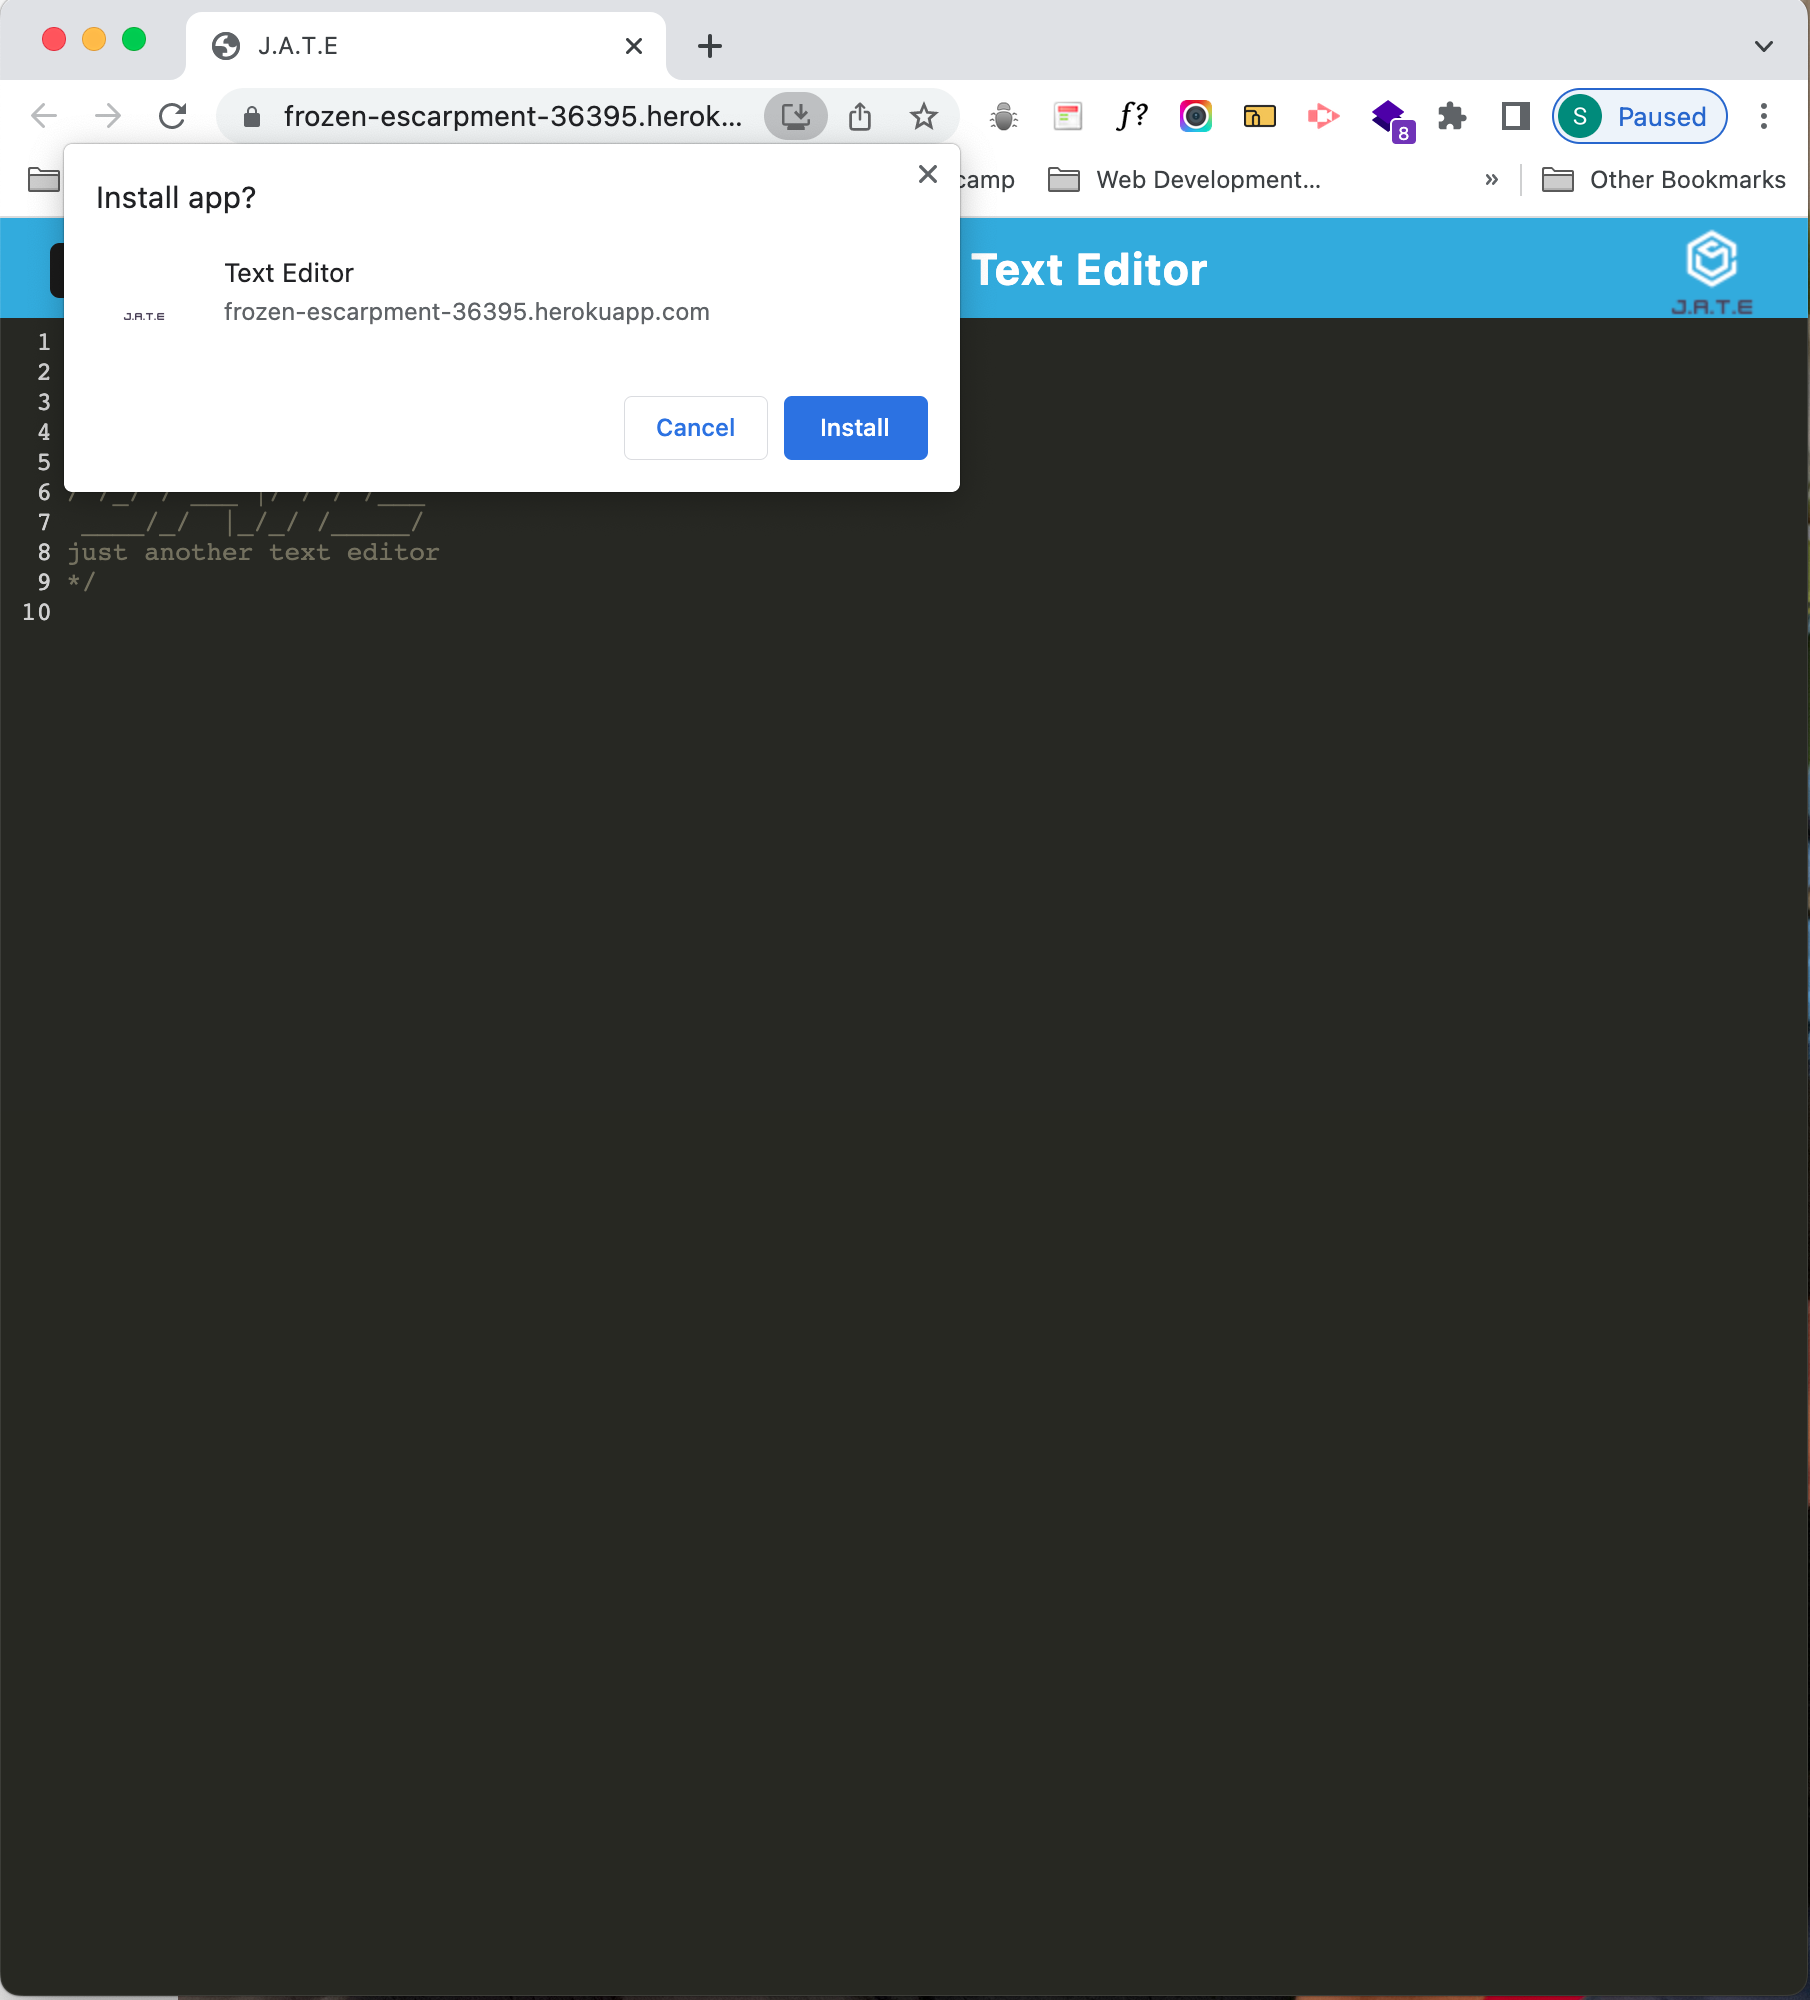 J.A.T.E
frozen-escarpment-36395.herok...
f?
8
S
Paused
camp
Web Development...
»
Other Bookmarks
Install app?
Text Editor
frozen-escarpment-36395.herokuapp.com
J.A.T.E
Cancel
Install
Text Editor
J.A.T.E
1
2
3
4
5
6
7
8 just another text editor
9 */
10